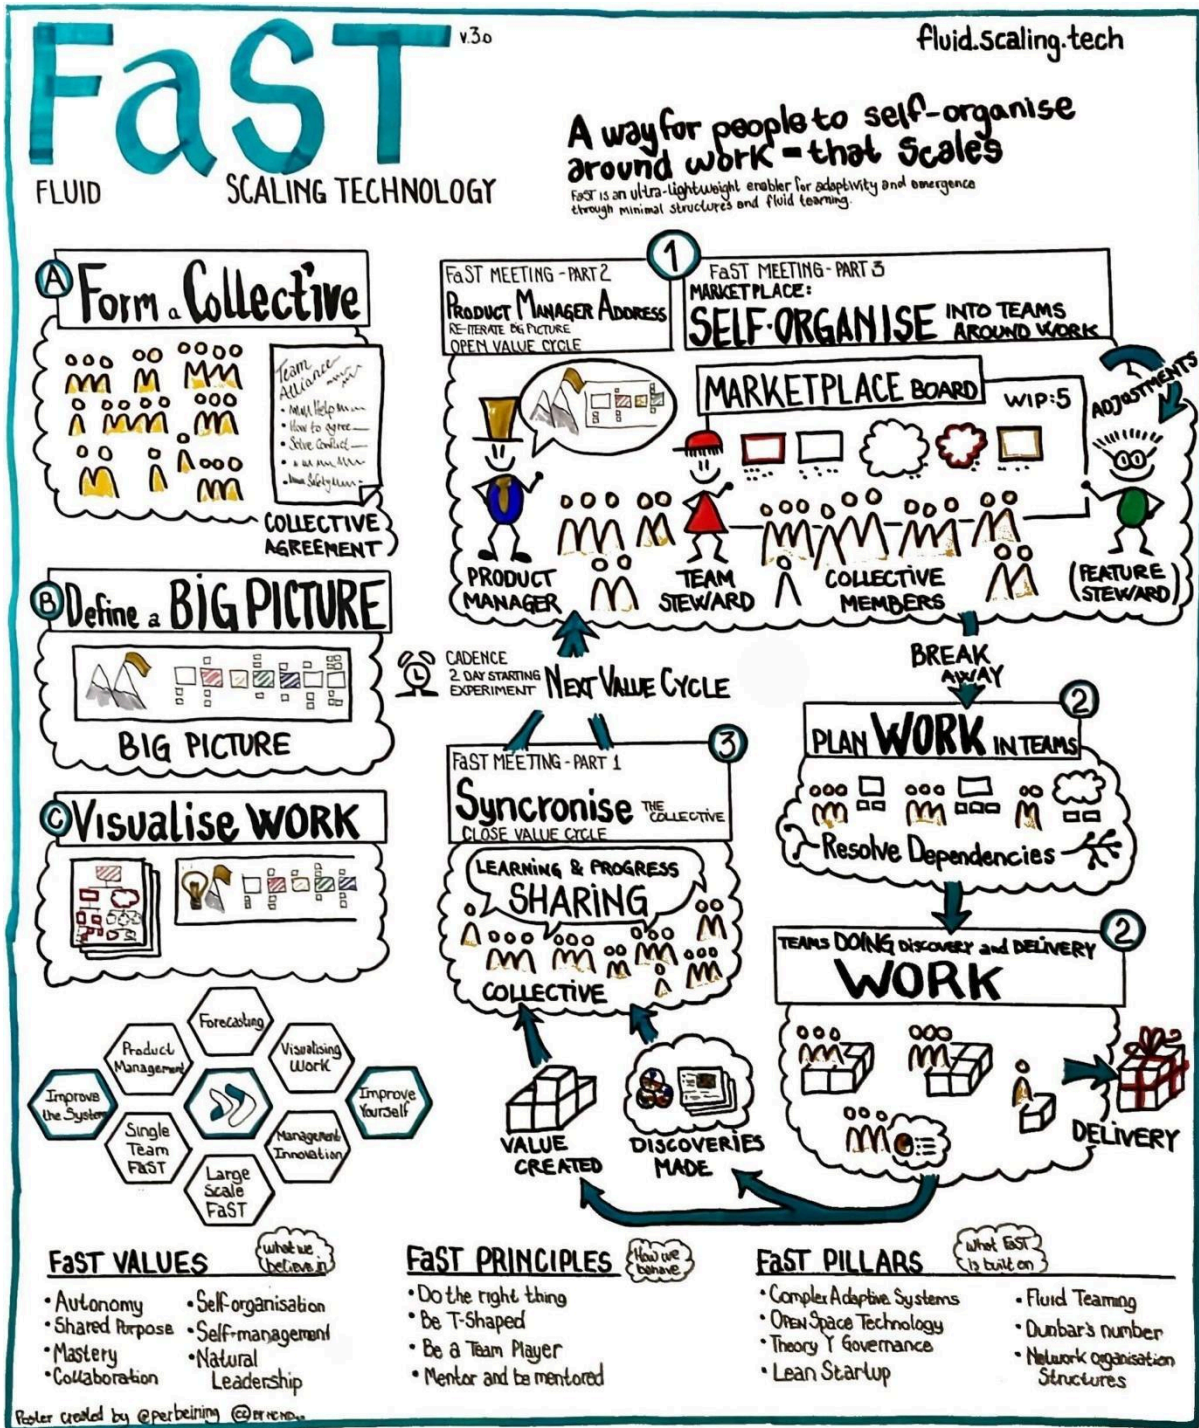 FaST
v.3.0
FLUID
SCALING TECHNOLOGY
fluid.scaling.tech
A way for people to self-organise
around work - that scales
FaST is an ultra-lightweight enabler for adaptivity and emergence
through minimal structures and fluid teaming.
A
Form a Collective
Team
Alliance
Help
How to agree
Solve Conflict
Safety
COLLECTIVE
AGREEMENT
B
Define a BiG PICTURE
BIG PICTURE
C
Visualise WORK
1
FaST MEETING - PART 2
PRODUCT MANAGER ADDRESS
RE-ITERATE BIG PICTURE
OPEN VALUE CYCLE
FaST MEETING - PART 3
MARKETPLACE:
SELF-ORGANISE INTO TEAMS
AROUND WORK
MARKETPLACE BOARD
WIP:5
ADJUSTMENTS
PRODUCT
MANAGER
TEAM
STEWARD
COLLECTIVE
MEMBERS
(FEATURE
STEWARD)
BREAK
AWAY
CADENCE
2 DAY STARTING
EXPERIMENT
NEXT VALUE CYCLE
2
PLAN WORK IN TEAMS
Resolve Dependencies
3
FaST MEETING - PART 1
Syncronise THE
COLLECTIVE
CLOSE VALUE CYCLE
LEARNING & PROGRESS
SHARING
COLLECTIVE
2
TEAMS DOING DISCOVERY and DELIVERY
WORK
VALUE
CREATED
DISCOVERIES
MADE
DELIVERY
Forecasting
Product
Management
Visualising
Work
Improve
the System
Improve
Yourself
Single
Team
FaST
Management
Innovation
Large
Scale
FaST
FaST VALUES
what we
believe in
• Autonomy
• Shared Purpose
• Mastery
• Collaboration
• Self-organisation
• Self-management
• Natural
Leadership
FaST PRINCIPLES
How we
behave
• Do the right thing
• Be T-Shaped
• Be a Team Player
• Mentor and be mentored
FaST PILLARS
What FaST
is built on
• Complex Adaptive Systems
• OPEN Space Technology
• Theory Y Governance
• Lean Startup
• Fluid Teaming
• Dunbar's number
• Network organisation
Structures
Poster created by @perbeining